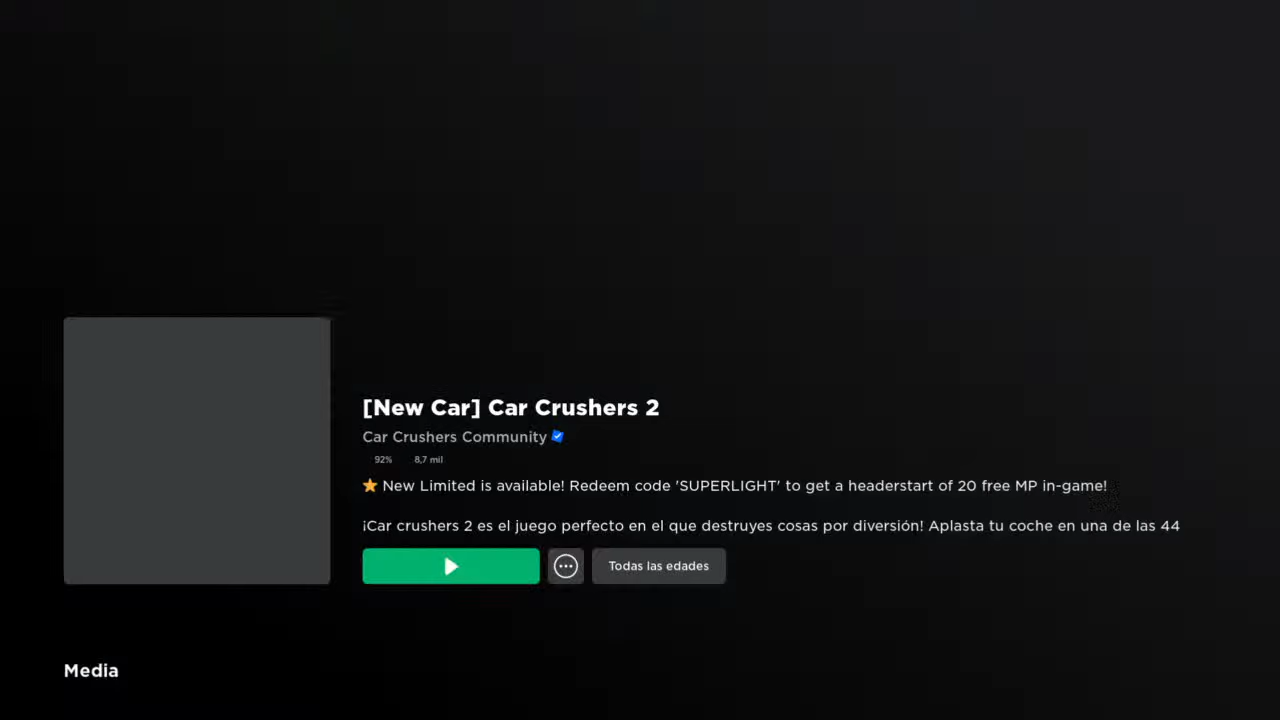 [New Car] Car Crushers 2
Car Crushers Community
92% 8,7 mil
⭐ New Limited is available! Redeem code 'SUPERLIGHT' to get a headerstart of 20 free MP in-game!
¡Car crushers 2 es el juego perfecto en el que destruyes cosas por diversión! Aplasta tu coche en una de las 44
Todas las edades
Media